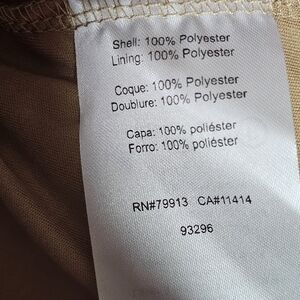 Shell: 100% Polyester
Lining: 100% Polyester
Coque: 100% Polyester
Doublure: 100% Polyester
Capa: 100% poliéster
Forro: 100% poliéster
RN#79913 CA#11414
93296